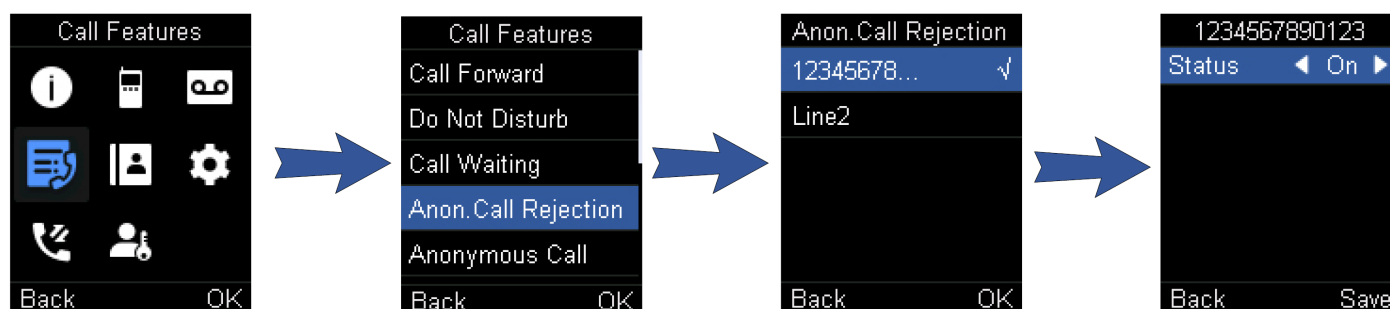 Call Features
Back OK
Call Features
Call Forward
Do Not Disturb
Call Waiting
Anon.Call Rejection
Anonymous Call
Back OK
Anon.Call Rejection
12345678... √
Line2
Back OK
1234567890123
Status ◀ On ▶
Back Save